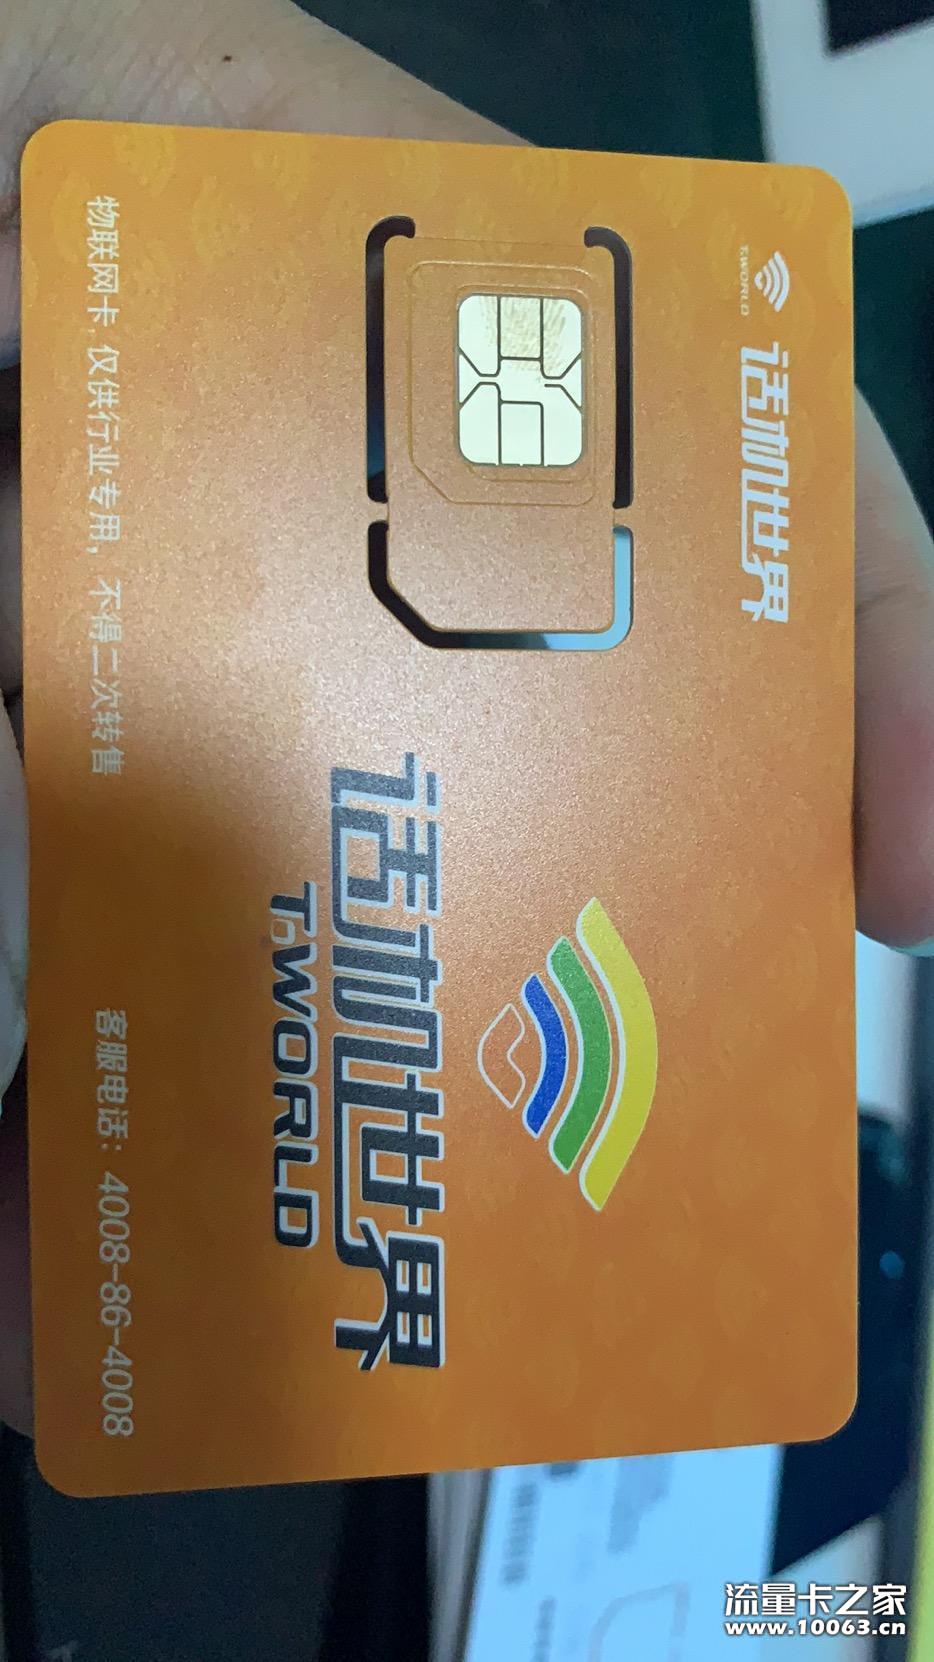 T.WORLD
话机世界
话机世界
T.WORLD
物联网卡,仅供行业专用,不得二次转售
客服电话:4008-86-4008
流量卡之家
www.10063.cn